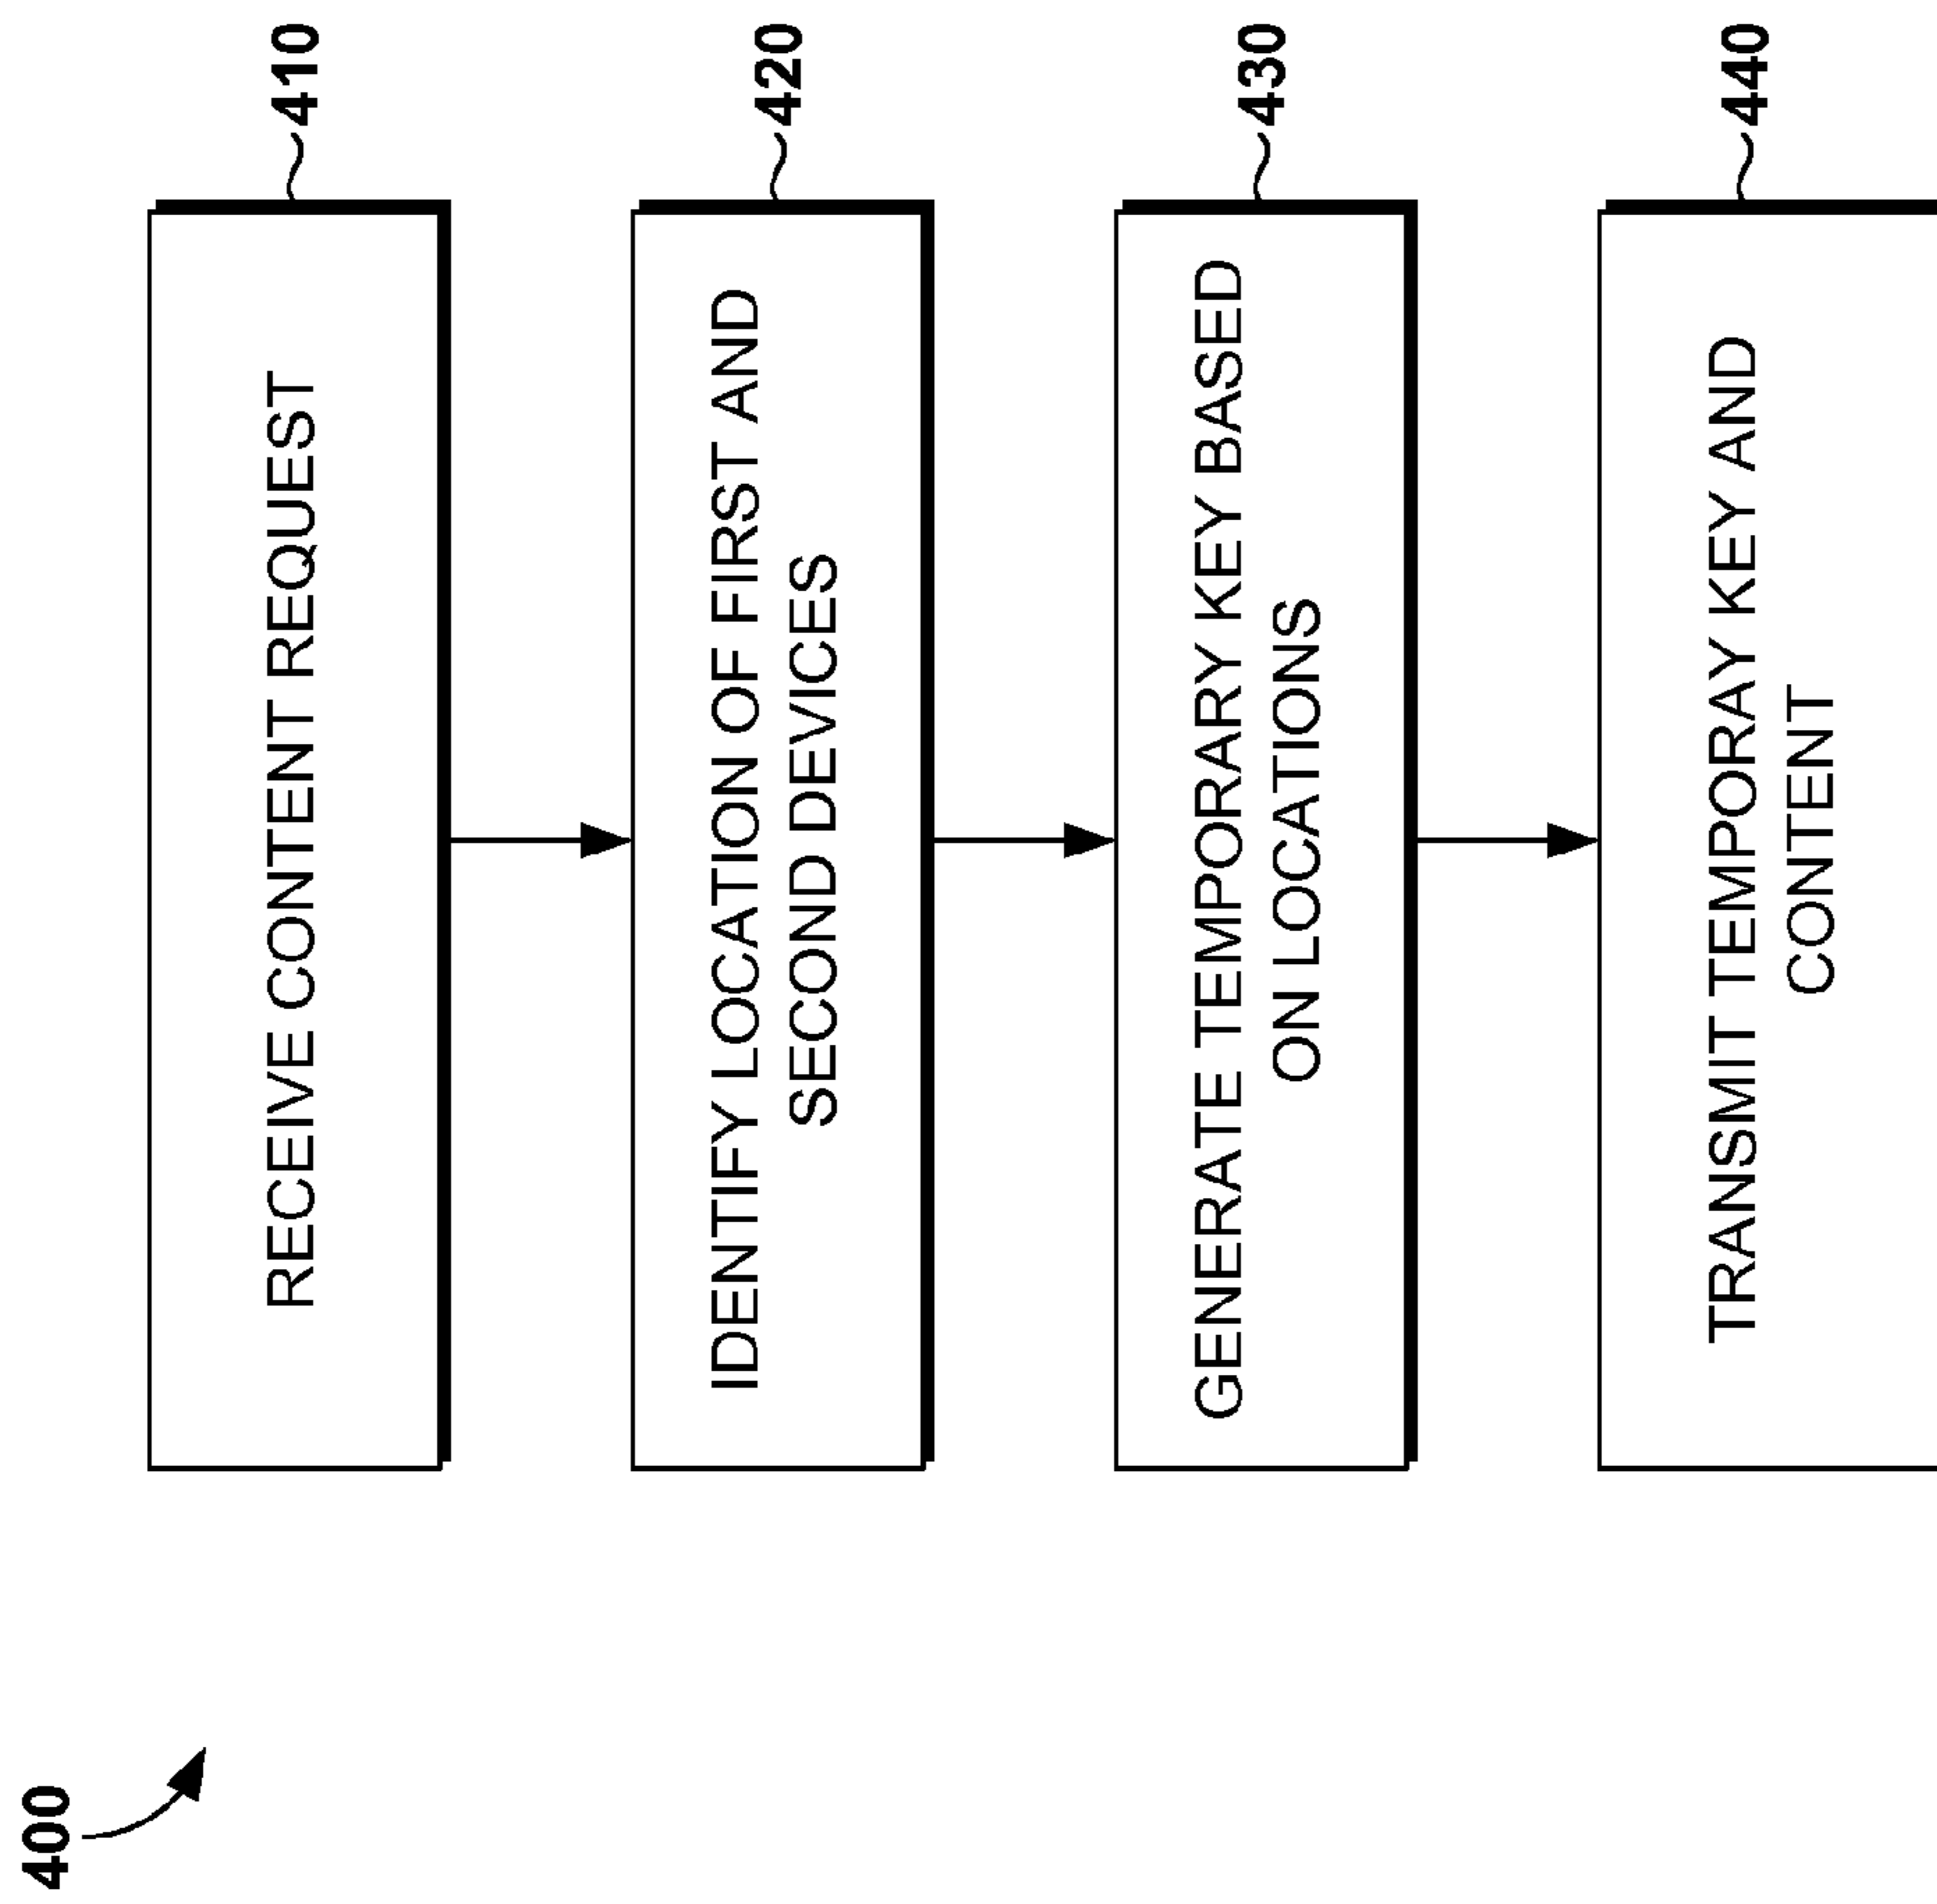 400
RECEIVE CONTENT REQUEST
410
IDENTIFY LOCATION OF FIRST AND
SECOND DEVICES
420
GENERATE TEMPORARY KEY BASED
ON LOCATIONS
430
TRANSMIT TEMPORAY KEY AND
CONTENT
440